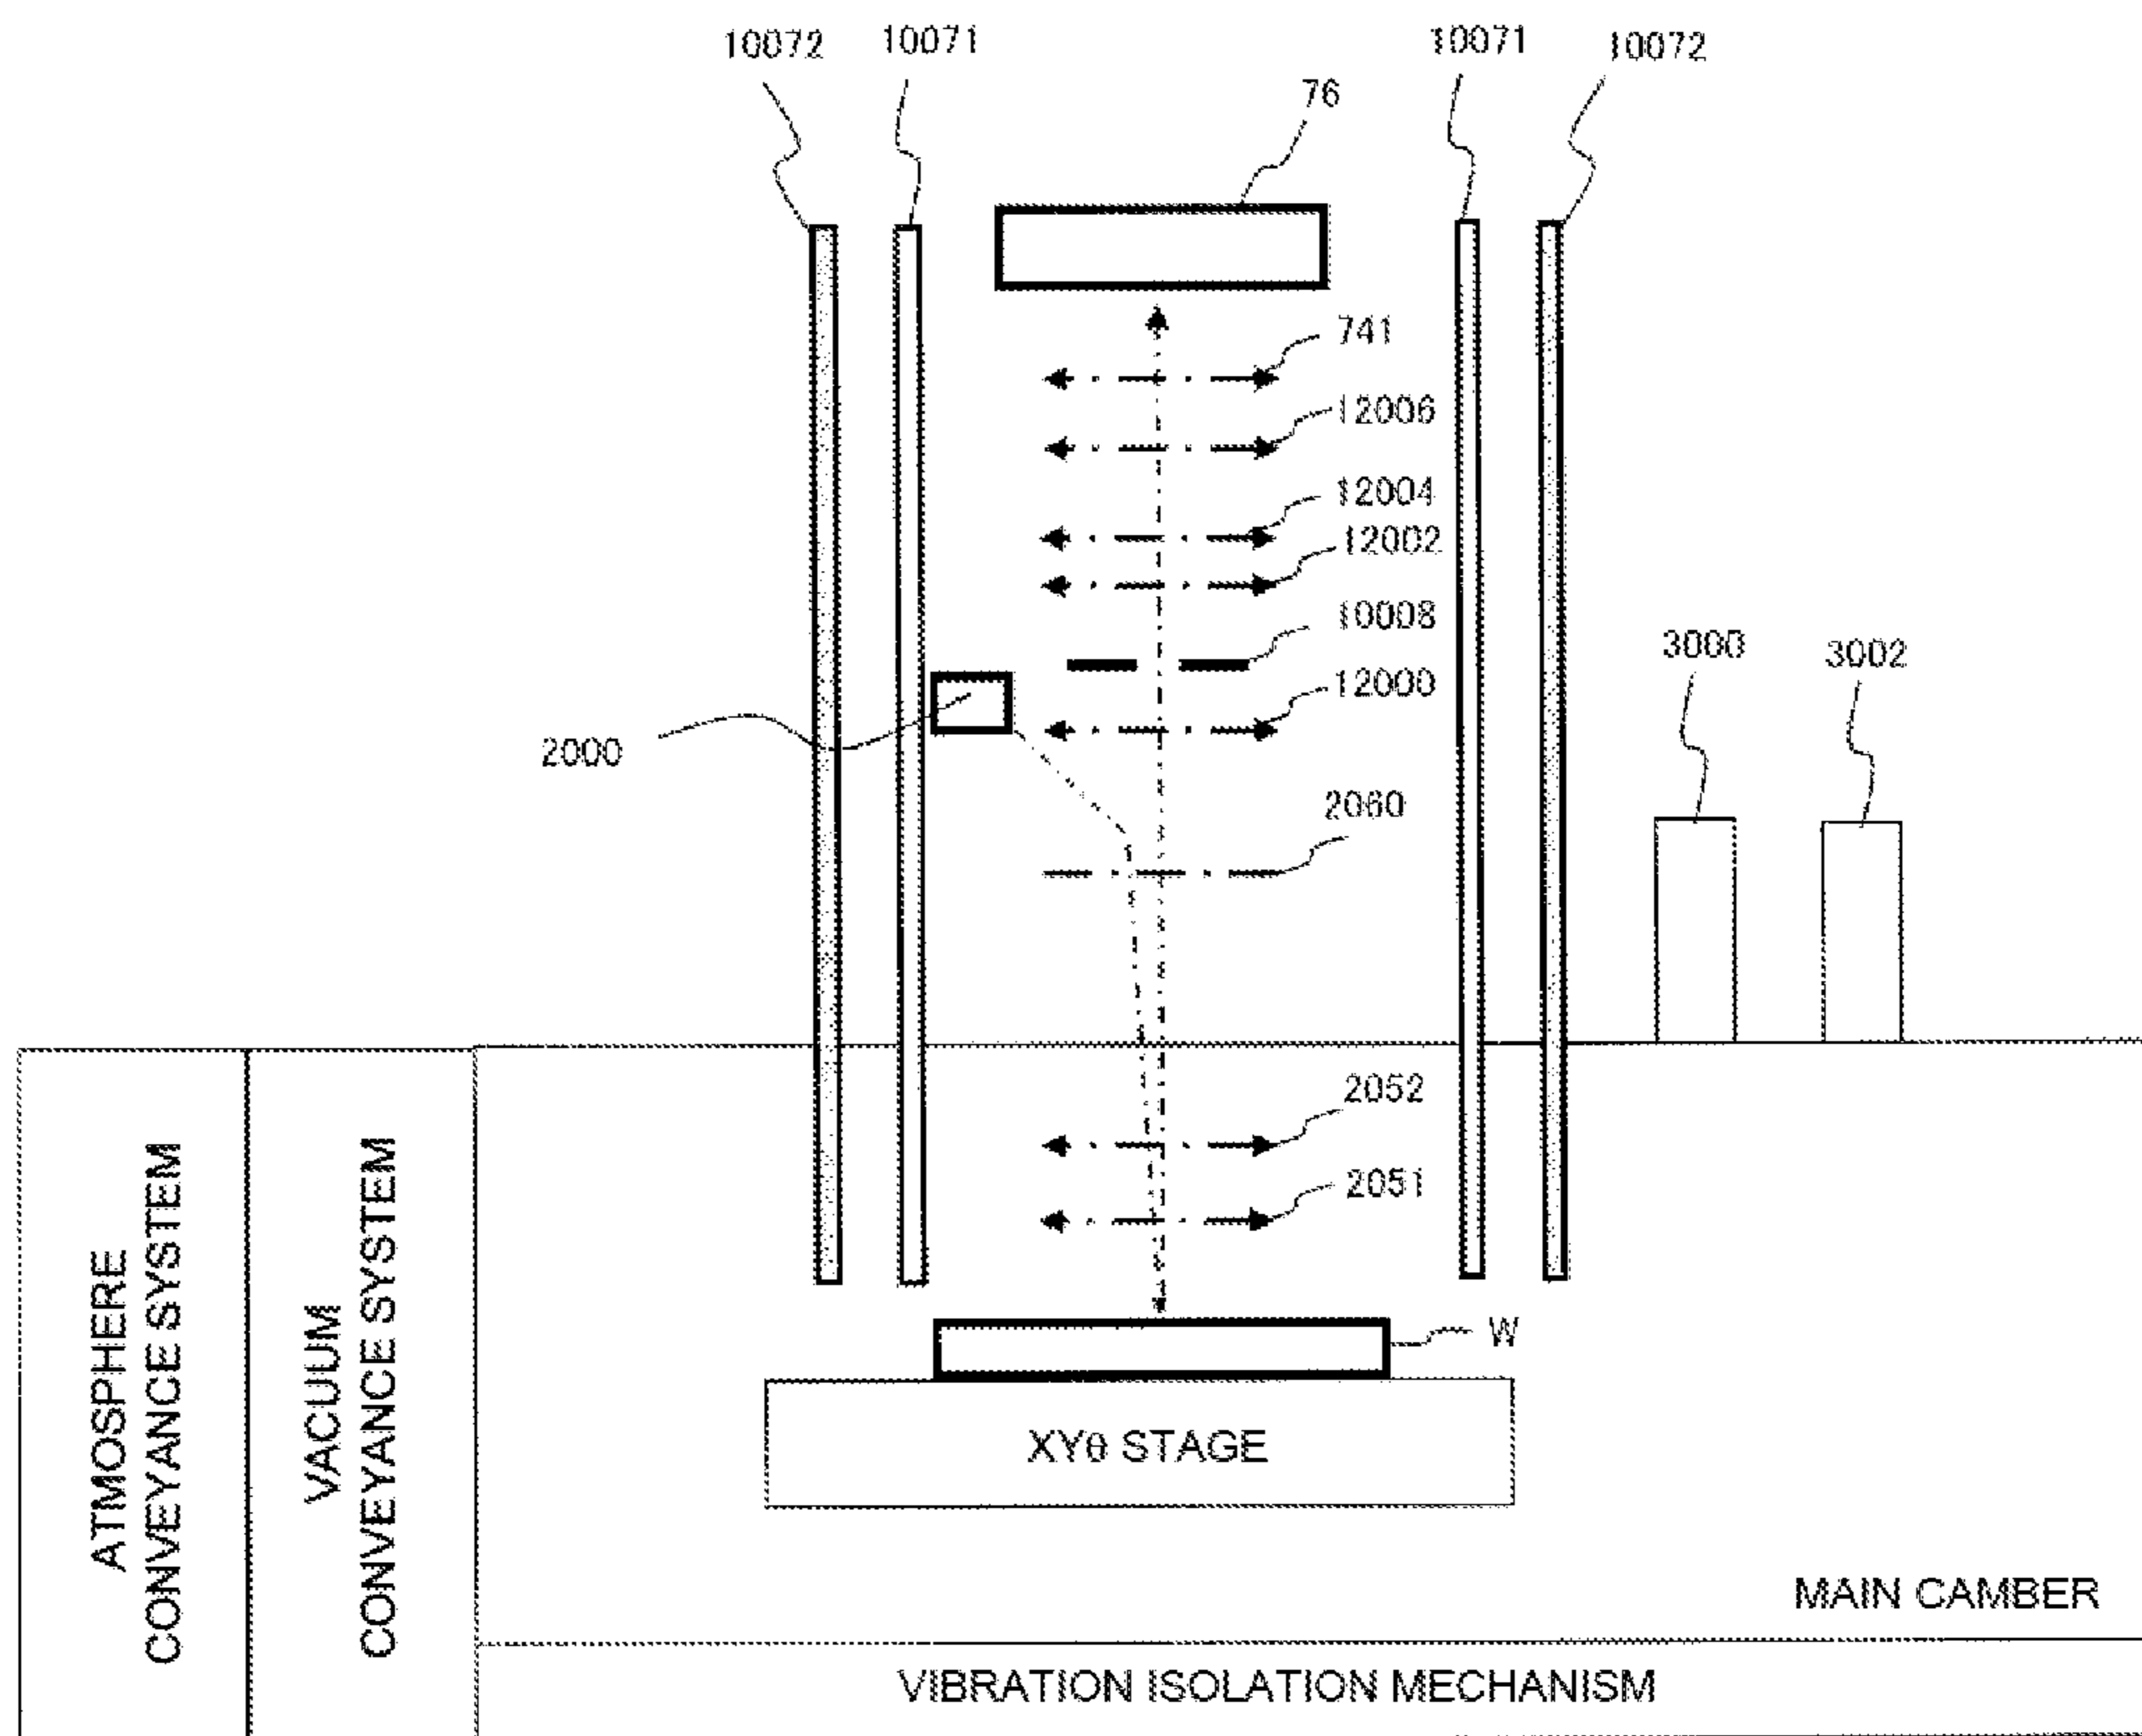 10072
10071
10071
10072
76
741
12006
12004
12002
10008
3000
3002
12000
2000
2060
2052
2051
W
XYθ STAGE
ATMOSPHERE
CONVEYANCE SYSTEM
VACUUM
CONVEYANCE SYSTEM
MAIN CAMBER
VIBRATION ISOLATION MECHANISM